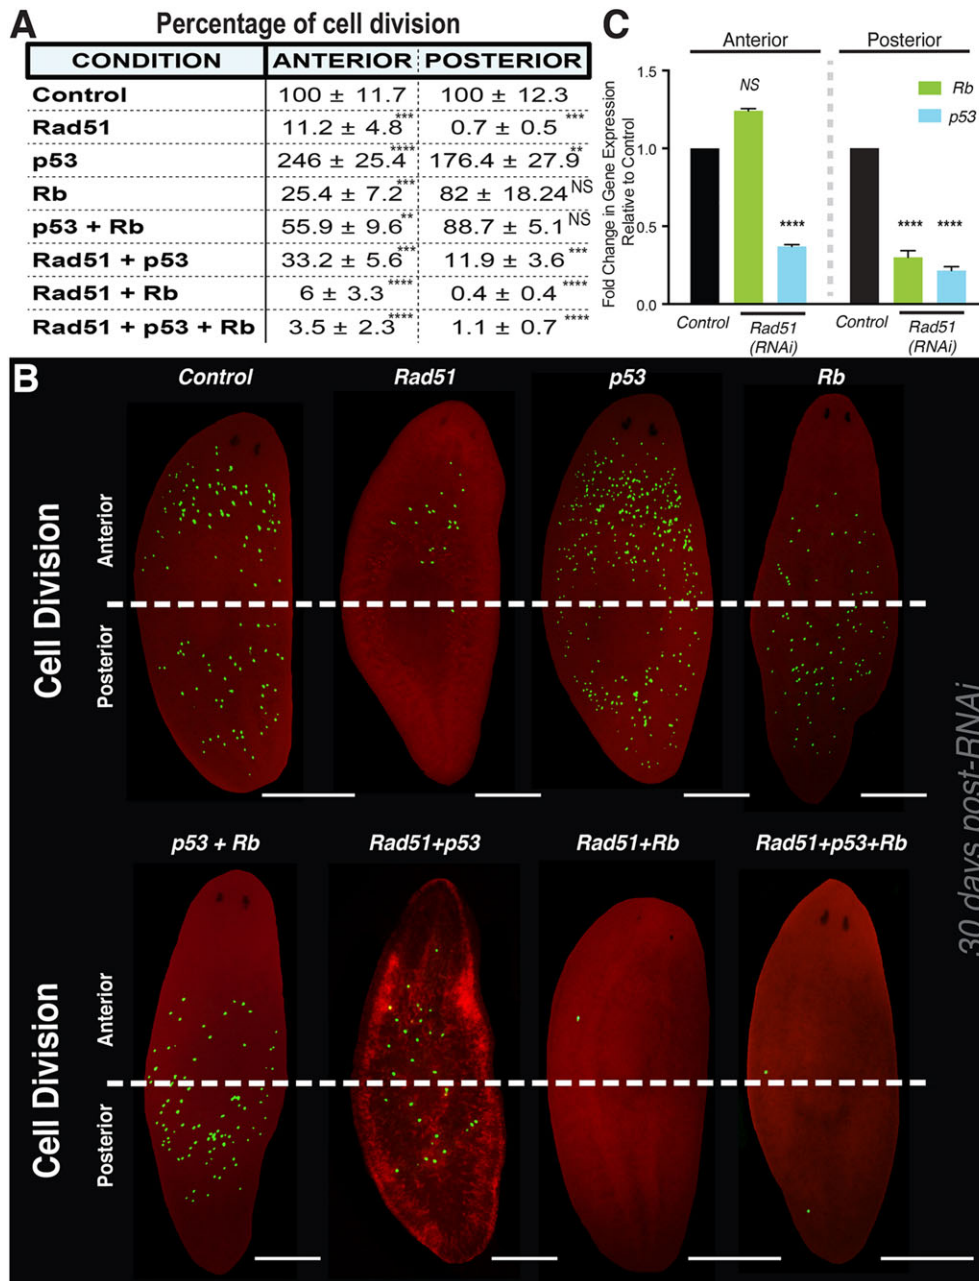 A
Percentage of cell division
CONDITION ANTERIOR POSTERIOR
Control 100 ± 11.7 100 ± 12.3
Rad51 11.2 ± 4.8*** 0.7 ± 0.5***
p53 246 ± 25.4**** 176.4 ± 27.9**
Rb 25.4 ± 7.2*** 82 ± 18.24NS
p53 + Rb 55.9 ± 9.6** 88.7 ± 5.1NS
Rad51 + p53 33.2 ± 5.6*** 11.9 ± 3.6***
Rad51 + Rb 6 ± 3.3**** 0.4 ± 0.4****
Rad51 + p53 + Rb 3.5 ± 2.3**** 1.1 ± 0.7****
C
Anterior Posterior
Fold Change in Gene Expression
Relative to Control
1.5
1.0
0.5
0.0
NS
****
**** ****
Rb
p53
Control Rad51 Control Rad51
(RNAi) (RNAi)
B
Control Rad51 p53 Rb
Cell Division
Anterior
Posterior
p53 + Rb Rad51+p53 Rad51+Rb Rad51+p53+Rb
Cell Division
Anterior
Posterior
30 days post-RNAi